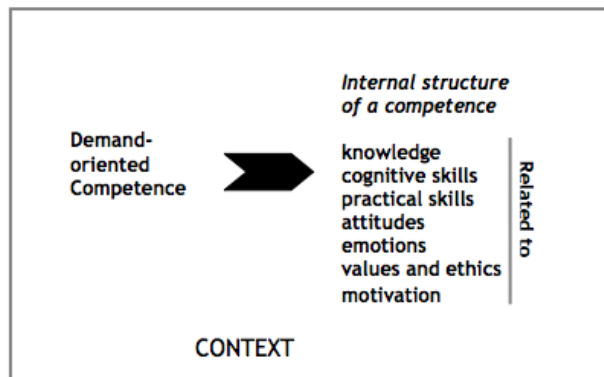 Internal structure
of a competence
Demand-
oriented
Competence
knowledge
cognitive skills
practical skills
attitudes
emotions
values and ethics
motivation
Related to
CONTEXT